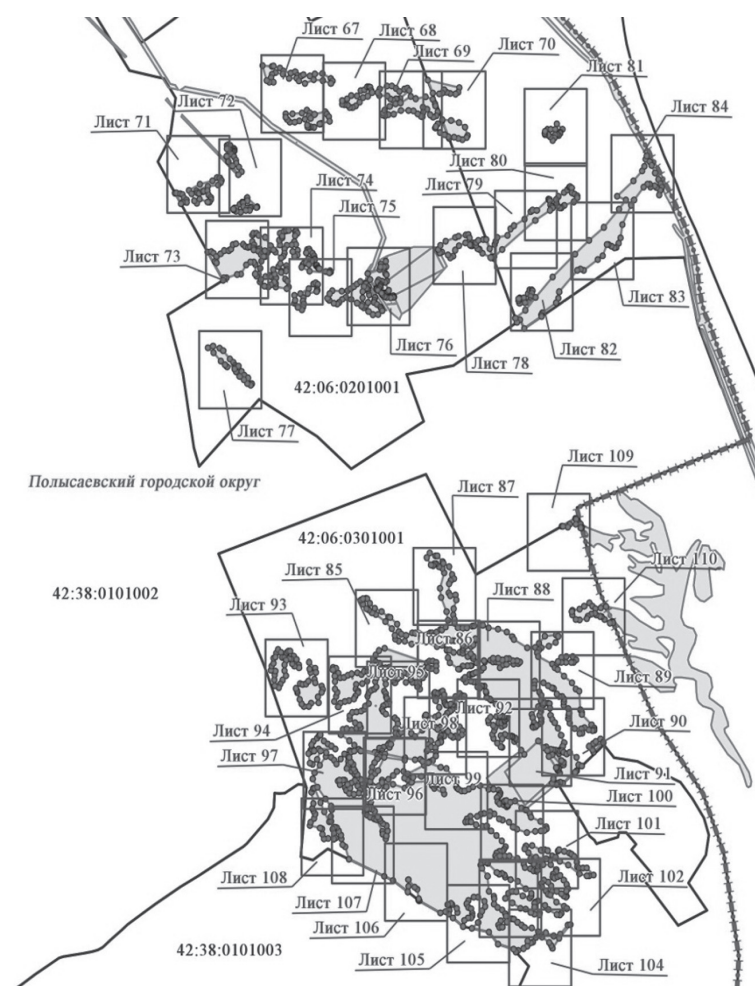 Лист 67
Лист 68
Лист 69
Лист 70
Лист 81
Лист 72
Лист 84
Лист 71
Лист 80
Лист 74
Лист 79
Лист 75
Лист 73
Лист 83
Лист 76
Лист 82
Лист 78
42:06:0201001
Лист 77
Лист 109
Полысаевский городской округ
Лист 87
42:06:0301001
Лист 110
Лист 85
42:38:0101002
Лист 88
Лист 93
Лист 86
Лист 95
Лист 89
Лист 92
Лист 90
Лист 94
Лист 98
Лист 97
Лист 91
Лист 99
Лист 96
Лист 100
Лист 101
Лист 108
Лист 102
Лист 107
Лист 106
42:38:0101003
Лист 105
Лист 104